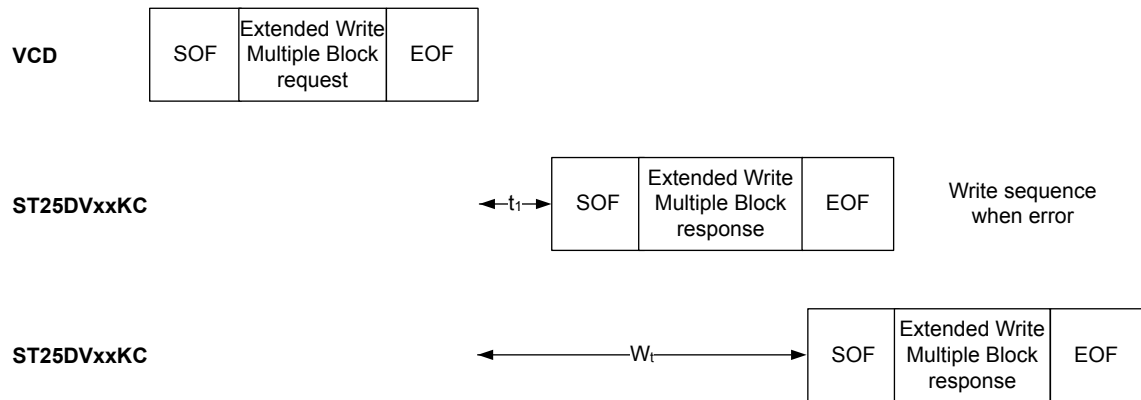 VCD
SOF
Extended Write
Multiple Block
request
EOF
ST25DVxxKC
t1
SOF
Extended Write
Multiple Block
response
EOF
Write sequence
when error
ST25DVxxKC
Wt
SOF
Extended Write
Multiple Block
response
EOF